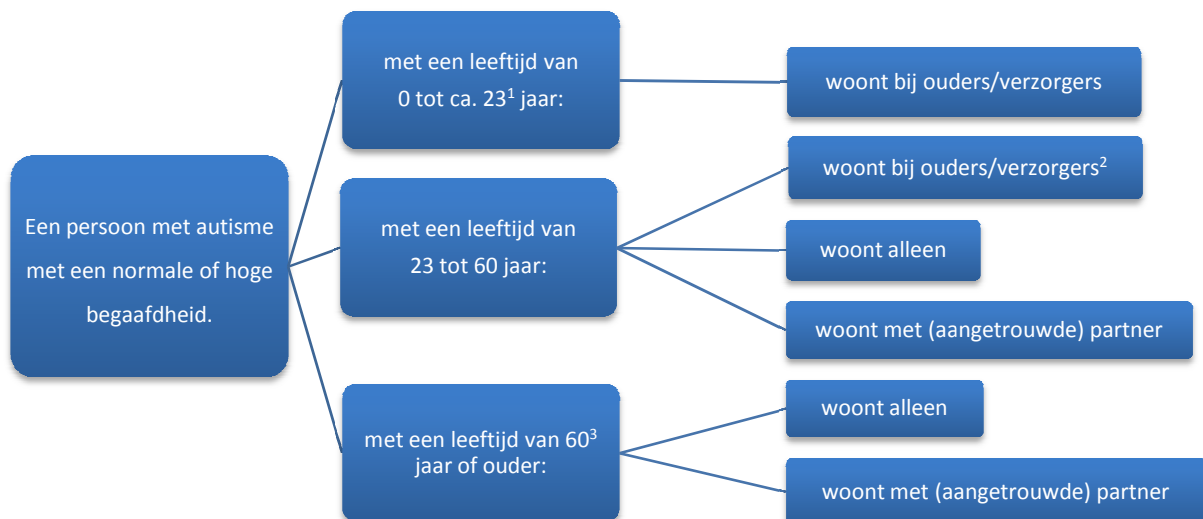 Een persoon met autisme
met een normale of hoge
begaafdheid.
met een leeftijd van
0 tot ca. 23¹ jaar:
woont bij ouders/verzorgers
met een leeftijd van
23 tot 60 jaar:
woont bij ouders/verzorgers²
woont alleen
woont met (aangetrouwde) partner
met een leeftijd van 60³
jaar of ouder:
woont alleen
woont met (aangetrouwde) partner